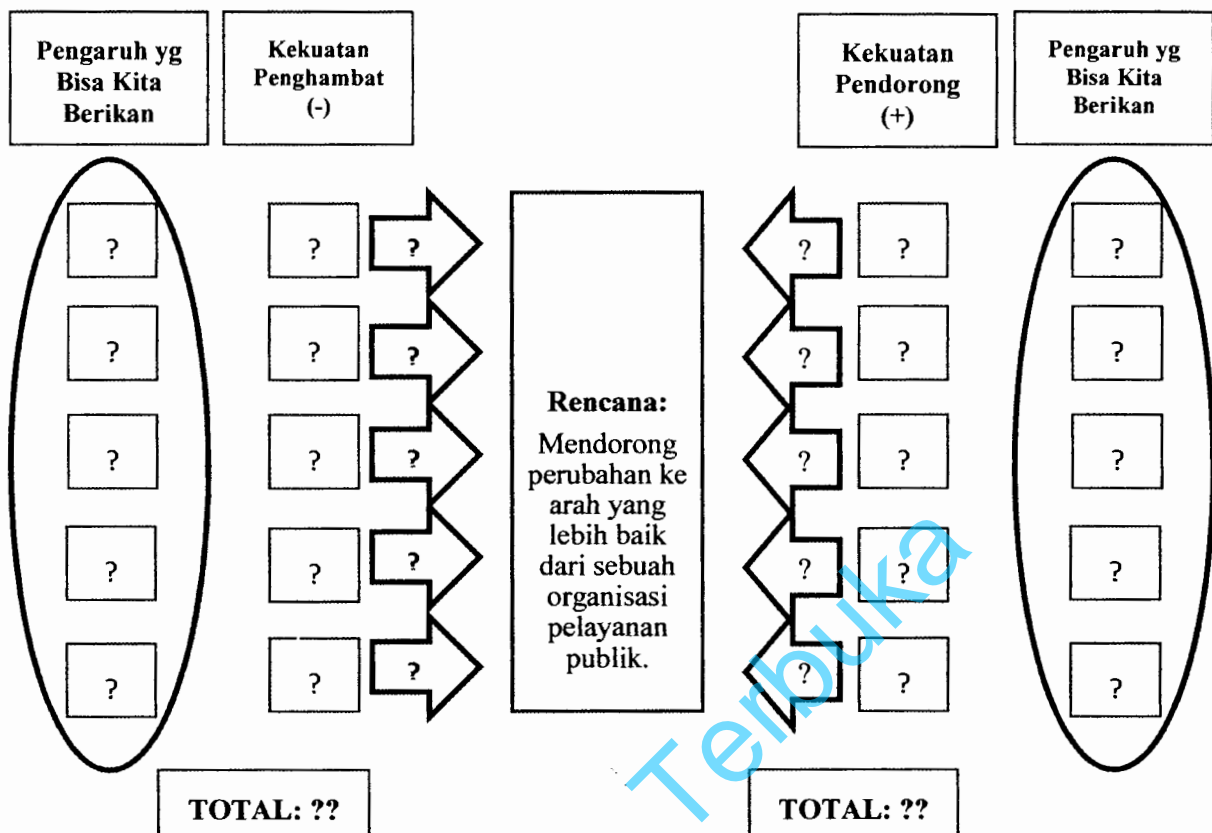 Pengaruh yg
Bisa Kita
Berikan
Kekuatan
Penghambat
(-)
Kekuatan
Pendorong
(+)
Pengaruh yg
Bisa Kita
Berikan
? ? ? ? ? ?
? ? ? ? ? ?
? ? ? ? ? ?
? ? ? ? ? ?
? ? ? ? ? ?
Rencana:
Mendorong
perubahan ke
arah yang
lebih baik
dari sebuah
organisasi
pelayanan
publik.
TOTAL: ??
TOTAL: ??
Terbuka